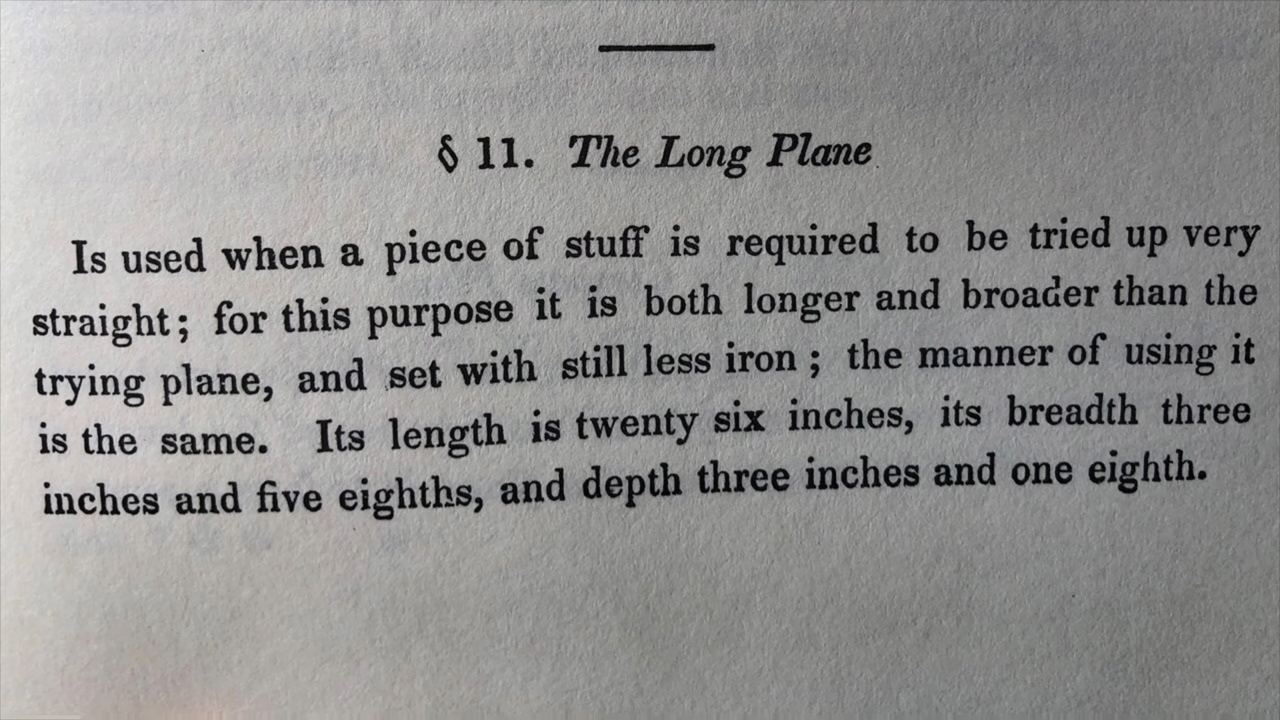 § 11. The Long Plane
Is used when a piece of stuff is required to be tried up very
straight; for this purpose it is both longer and broader than the
trying plane, and set with still less iron; the manner of using it
is the same. Its length is twenty six inches, its breadth three
inches and five eighths, and depth three inches and one eighth.